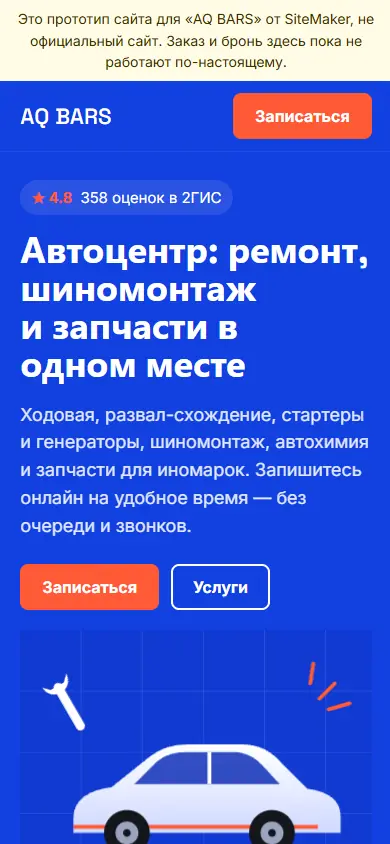 Это прототип сайта для «AQ BARS» от SiteMaker, не
официальный сайт. Заказ и бронь здесь пока не
работают по-настоящему.
AQ BARS
Записаться
★ 4.8 358 оценок в 2ГИС
Автоцентр: ремонт,
шиномонтаж
и запчасти в
одном месте
Ходовая, развал-схождение, стартеры
и генераторы, шиномонтаж, автохимия
и запчасти для иномарок. Запишитесь
онлайн на удобное время — без
очереди и звонков.
Записаться
Услуги